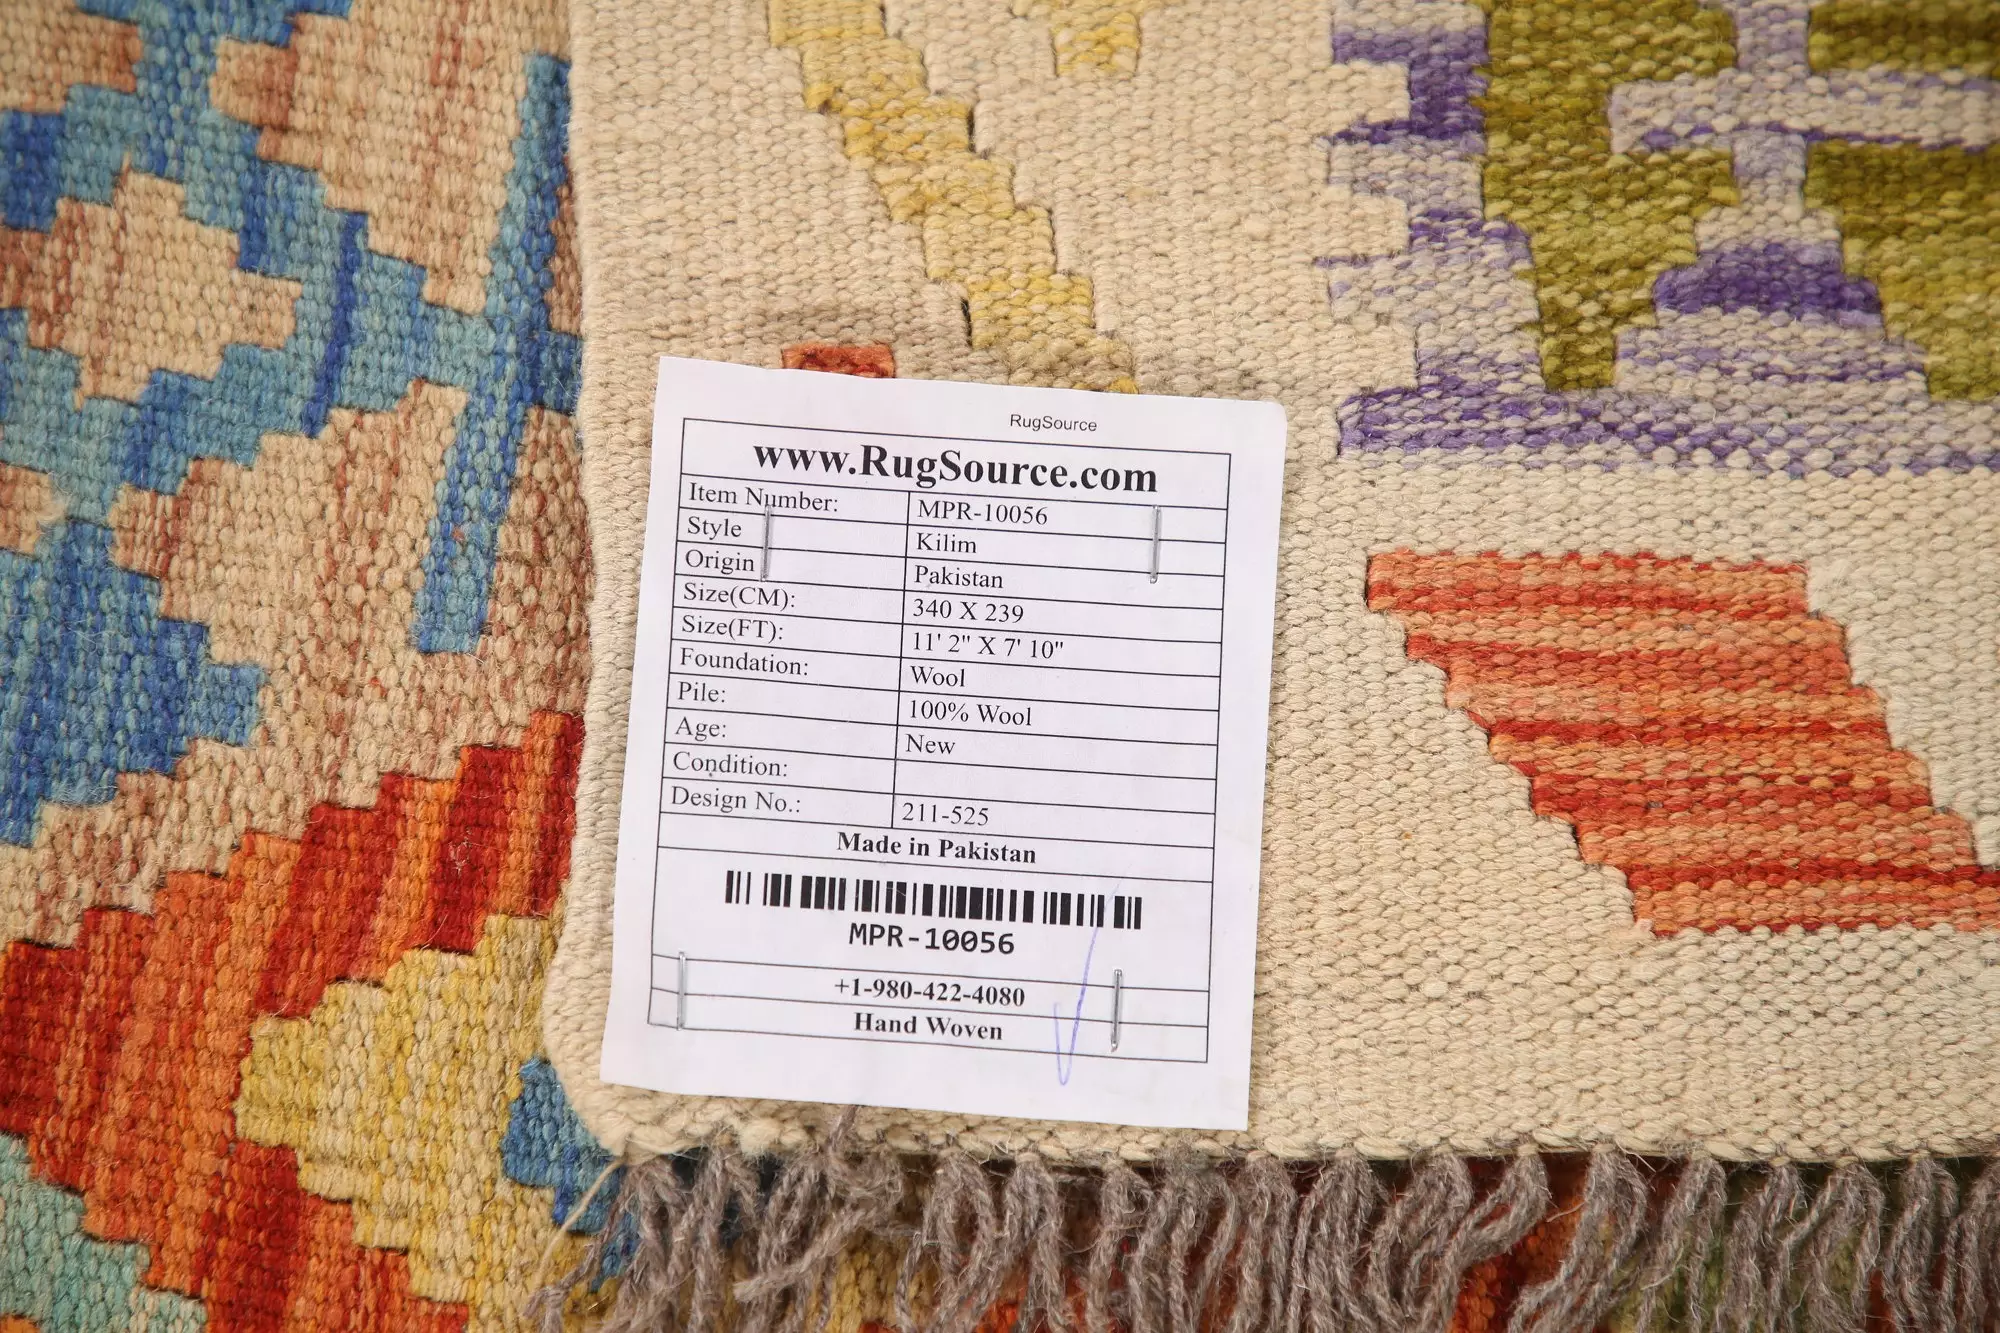 RugSource
www.RugSource.com
Item Number: MPR-10056
Style Kilim
Origin Pakistan
Size(CM): 340 X 239
Size(FT): 11' 2" X 7' 10"
Foundation: Wool
Pile: 100% Wool
Age: New
Condition:
Design No.: 211-525
Made in Pakistan
MPR-10056
+1-980-422-4080
Hand Woven